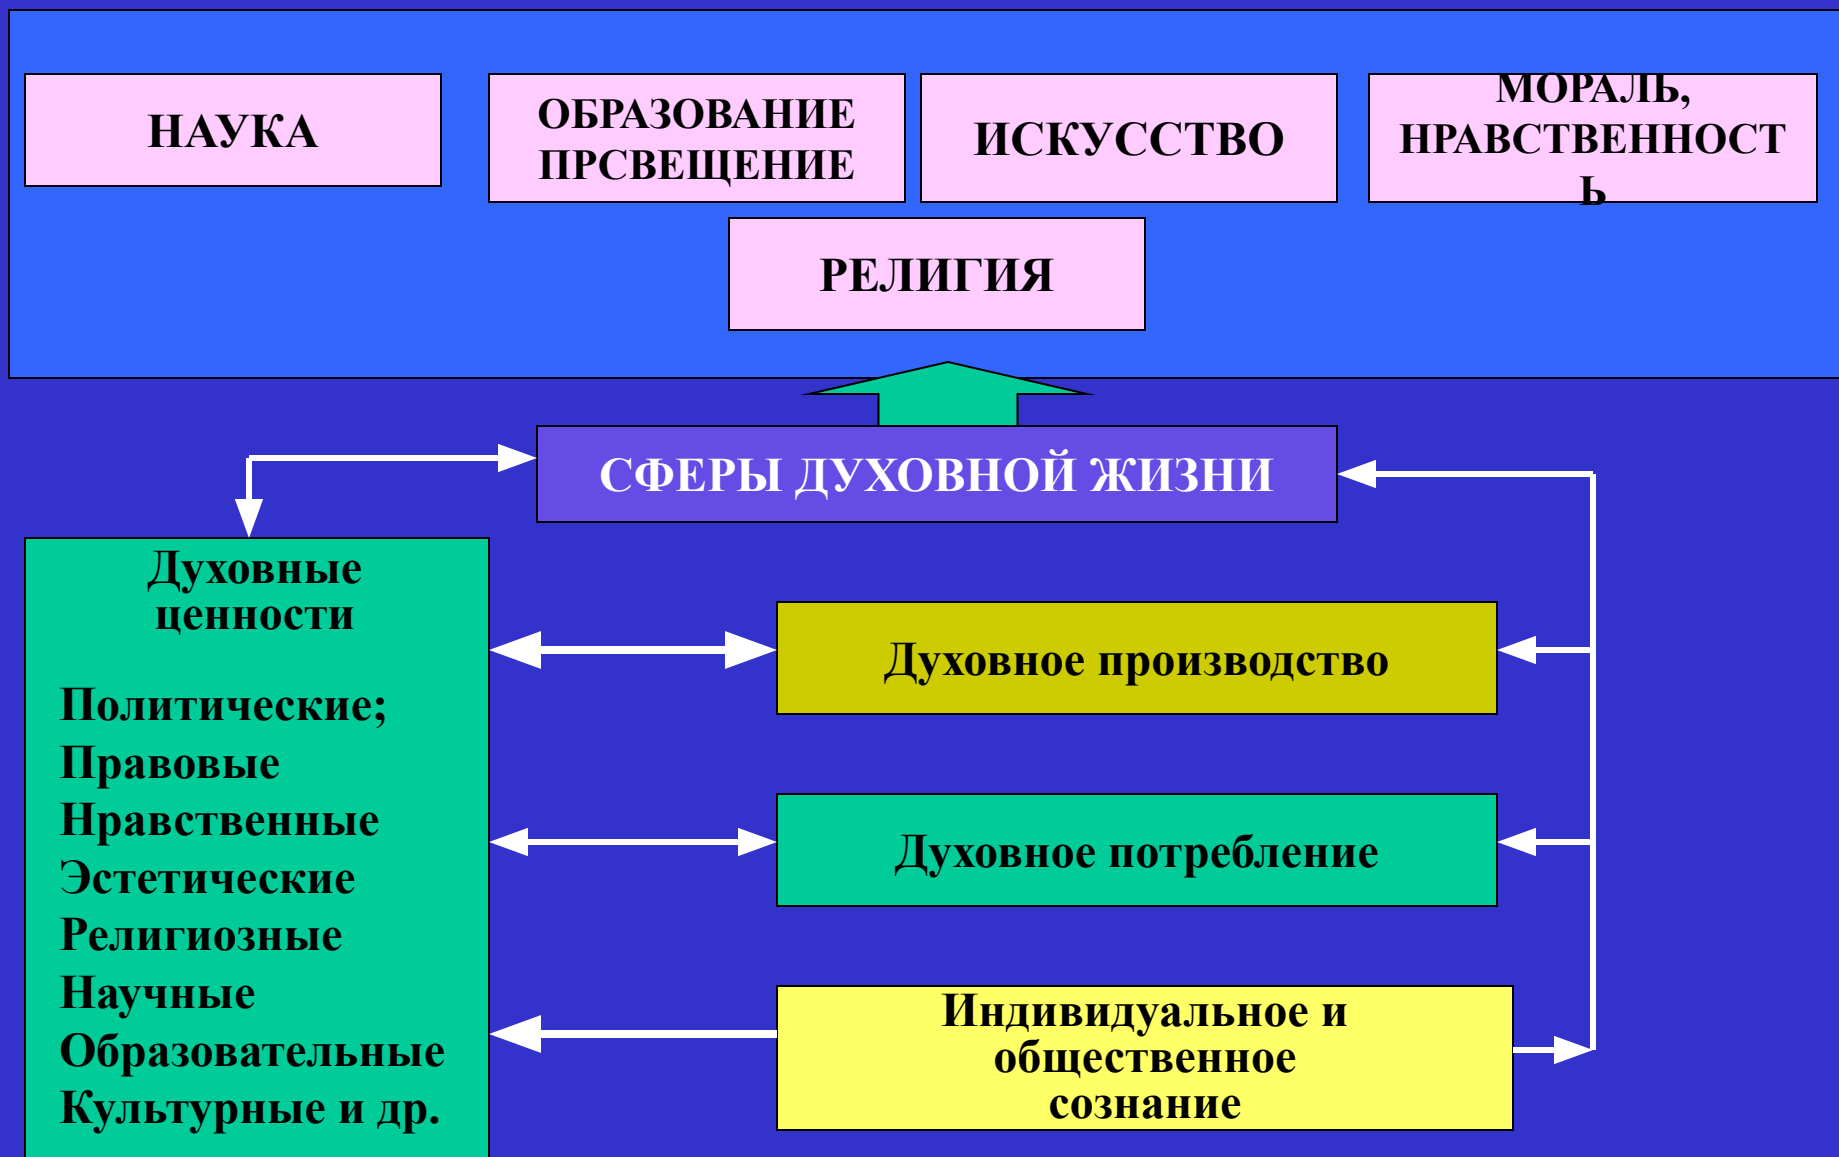 НАУКА
ОБРАЗОВАНИЕ
ПРСВЕЩЕНИЕ
ИСКУССТВО
МОРАЛЬ,
НРАВСТВЕННОСТ
Ь
РЕЛИГИЯ
СФЕРЫ ДУХОВНОЙ ЖИЗНИ
Духовные
ценности
Политические;
Правовые
Нравственные
Эстетические
Религиозные
Научные
Образовательные
Культурные и др.
Духовное производство
Духовное потребление
Индивидуальное и
общественное
сознание